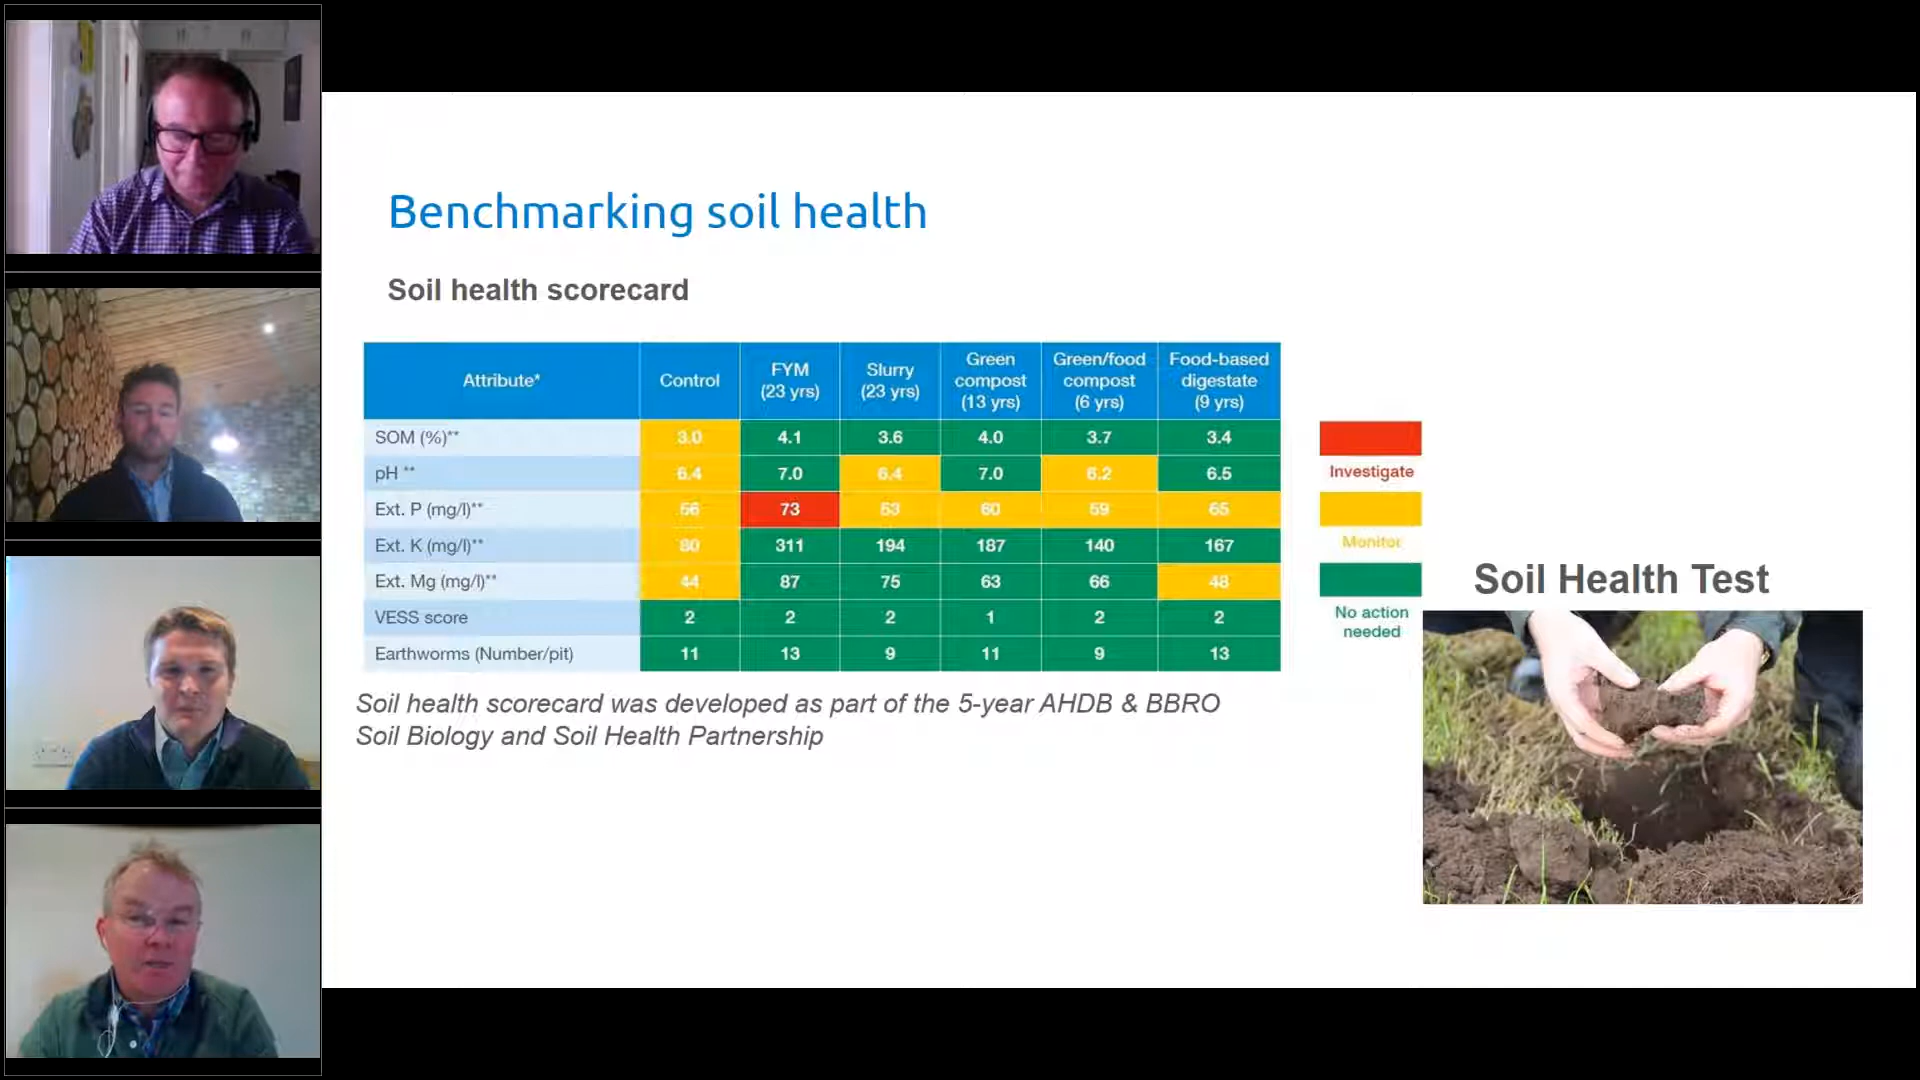 Benchmarking soil health
Soil health scorecard
Attribute* Control FYM (23 yrs) Slurry (23 yrs) Green compost (13 yrs) Green/food compost (6 yrs) Food-based digestate (9 yrs)
SOM (%)** 3.0 4.1 3.6 4.0 3.7 3.4
pH ** 6.4 7.0 6.4 7.0 6.2 6.5
Ext. P (mg/l)** 56 73 53 60 59 65
Ext. K (mg/l)** 80 311 194 187 140 167
Ext. Mg (mg/l)** 44 87 75 63 66 48
VESS score 2 2 2 1 2 2
Earthworms (Number/pit) 11 13 9 11 9 13
Investigate
Monitor
No action
needed
Soil health scorecard was developed as part of the 5-year AHDB & BBRO
Soil Biology and Soil Health Partnership
Soil Health Test